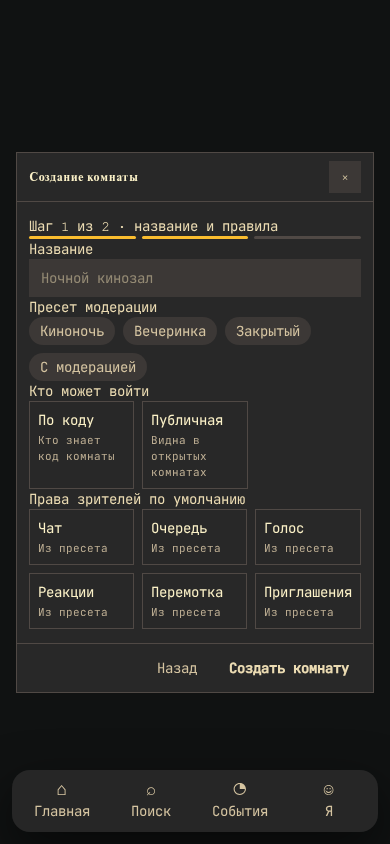 Создание комнаты
×
Шаг 1 из 2 · название и правила
Название
Ночной кинозал
Пресет модерации
Киноночь Вечеринка Закрытый
С модерацией
Кто может войти
По коду Публичная
Кто знает Видна в
код комнаты открытых
комнатах
Права зрителей по умолчанию
Чат Очередь Голос
Из пресета Из пресета Из пресета
Реакции Перемотка Приглашения
Из пресета Из пресета Из пресета
Назад Создать комнату
Главная Поиск События Я